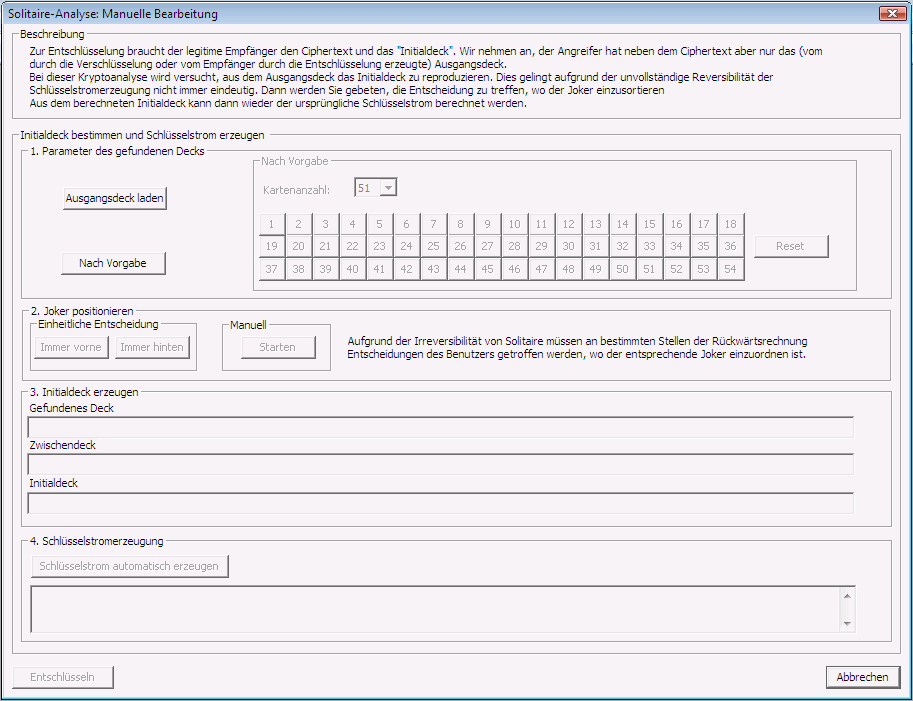 Solitaire-Analyse: Manuelle Bearbeitung
Beschreibung
Zur Entschlüsselung braucht der legitime Empfänger den Ciphertext und das "Initialdeck". Wir nehmen an, der Angreifer hat neben dem Ciphertext aber nur das (vom
durch die Verschlüsselung oder vom Empfänger durch die Entschlüsselung erzeugte) Ausgangsdeck.
Bei dieser Kryptoanalyse wird versucht, aus dem Ausgangsdeck das Initialdeck zu reproduzieren. Dies gelingt aufgrund der unvollständige Reversibilität der
Schlüsselstromerzeugung nicht immer eindeutig. Dann werden Sie gebeten, die Entscheidung zu treffen, wo der Joker einzusortieren
Aus dem berechneten Initialdeck kann dann wieder der ursprüngliche Schlüsselstrom berechnet werden.
Initialdeck bestimmen und Schlüsselstrom erzeugen
1. Parameter des gefundenen Decks
Nach Vorgabe
Kartenanzahl: 51
Ausgangsdeck laden
1 2 3 4 5 6 7 8 9 10 11 12 13 14 15 16 17 18
19 20 21 22 23 24 25 26 27 28 29 30 31 32 33 34 35 36
Reset
Nach Vorgabe
37 38 39 40 41 42 43 44 45 46 47 48 49 50 51 52 53 54
2. Joker positionieren
Einheitliche Entscheidung
Immer vorne Immer hinten
Manuell
Starten
Aufgrund der Irreversibilität von Solitaire müssen an bestimmten Stellen der Rückwärtsrechnung
Entscheidungen des Benutzers getroffen werden, wo der entsprechende Joker einzuordnen ist.
3. Initialdeck erzeugen
Gefundenes Deck
Zwischendeck
Initialdeck
4. Schlüsselstromerzeugung
Schlüsselstrom automatisch erzeugen
Entschlüsseln
Abbrechen